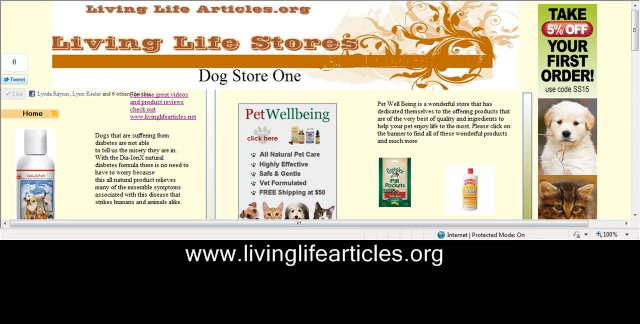 Living Life Articles.org
Living Life Stores
Dog Store One
0
Tweet
Like
Lynda Raynes, Lynn Keeler and 6 others like this
For some great videos
and product reviews
check out
www.livinglifearticles.net
Home
Dogs that are suffering from
diabetes are not able
to tell us the misery they are in.
With the Dia-IonX natural
diabetes formula there is no need to
have to worry because
this all natural product relieves
many of the miserable symptoms
associated with this disease that
strikes humans and animals alike.
PetWellbeing
click here
All Natural Pet Care
Highly Effective
Safe & Gentle
Vet Formulated
FREE Shipping at $50
Pet Well Being is a wonderful store that has
dedicated themselves to the offering products that
are of the very best of quality and ingredients to
help your pet enjoy life to the most. Please click on
the banner to find all of these wonderful products
and much more
Pockets
TAKE
5% OFF
YOUR
FIRST
ORDER!
use code SS15
Internet | Protected Mode: On
100%
www.livinglifearticles.org